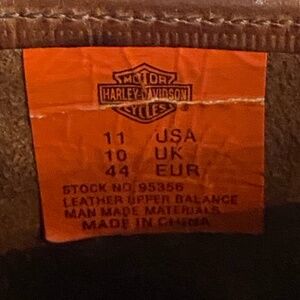 MOTOR
HARLEY-DAVIDSON
CYCLES
11 USA
10 UK
44 EUR
STOCK NO. 95356
LEATHER UPPER BALANCE
MAN MADE MATERIALS
MADE IN CHINA